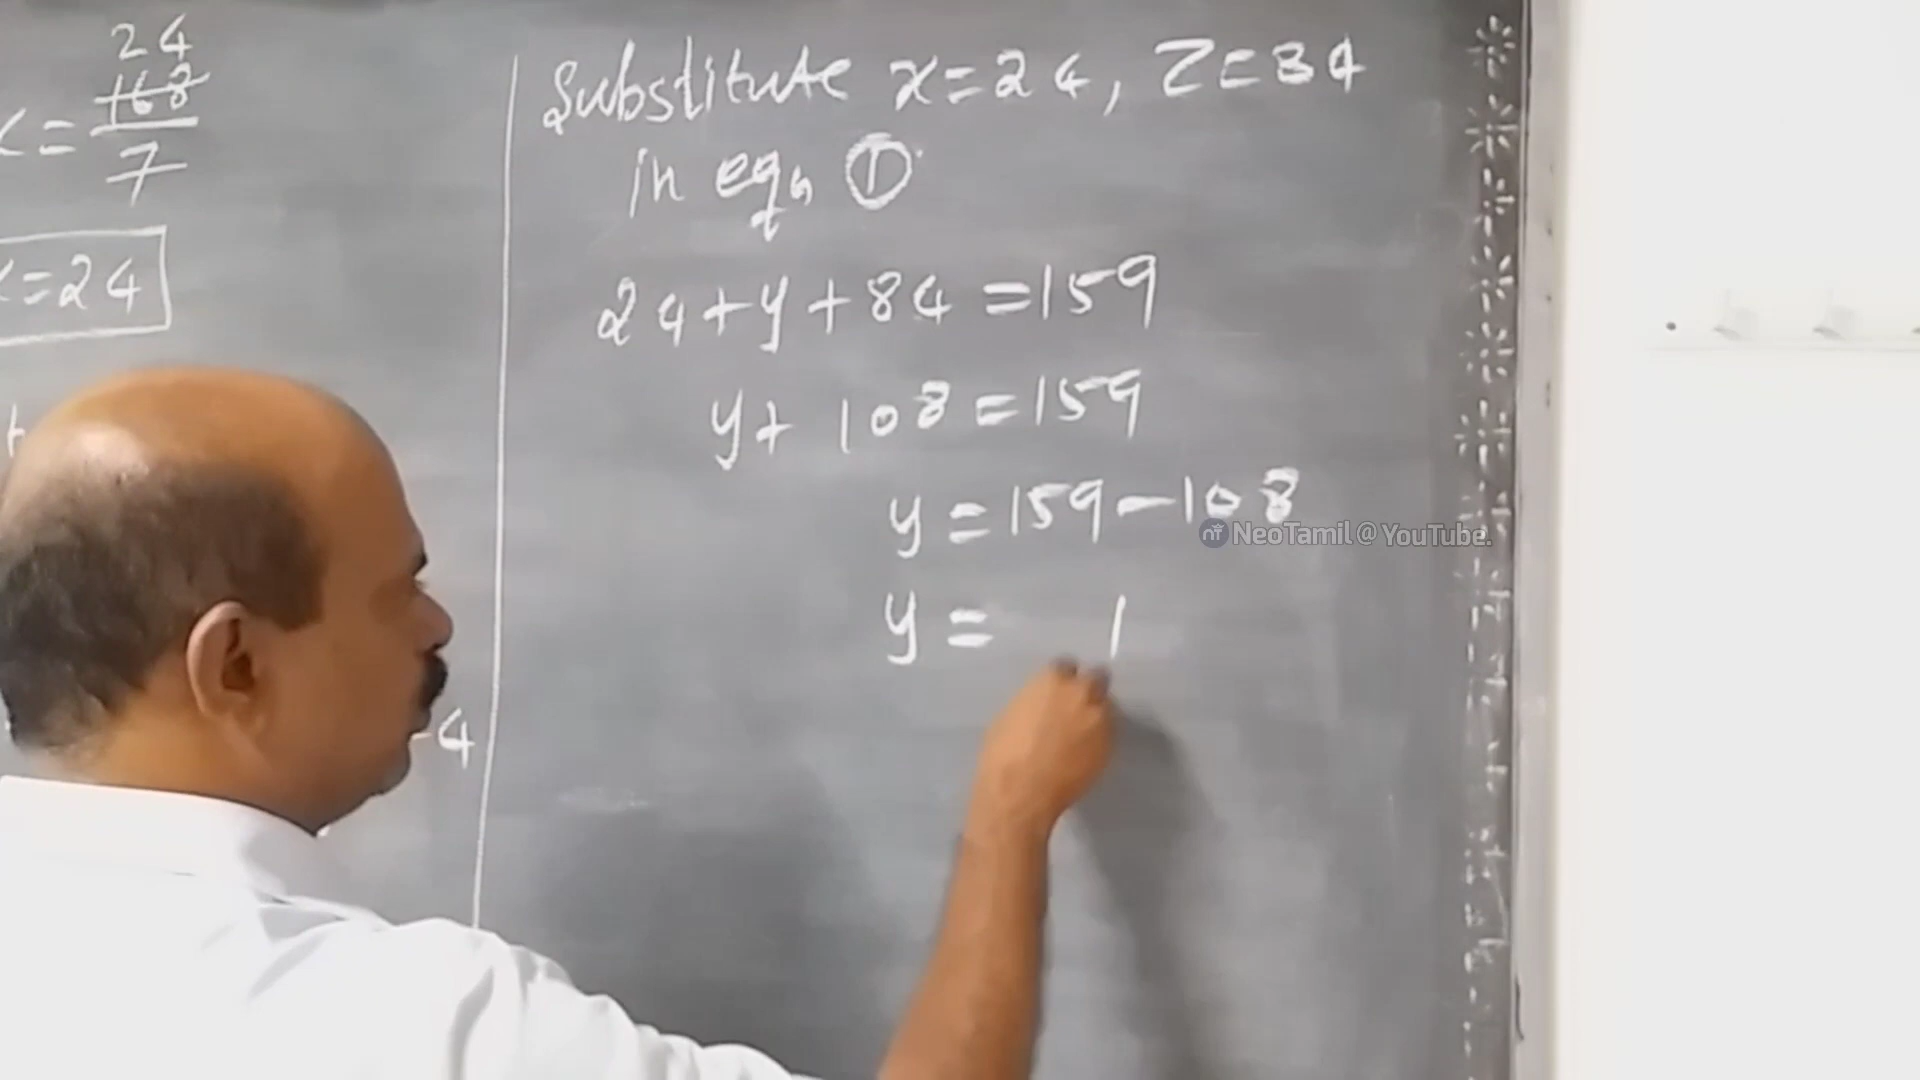 24
168
x=
7
x=24
-4
Substitute x=24, Z=84
in eqn ①
24+y+84=159
y+108=159
y=159-108
NeoTamil @ YouTube.
y= 1